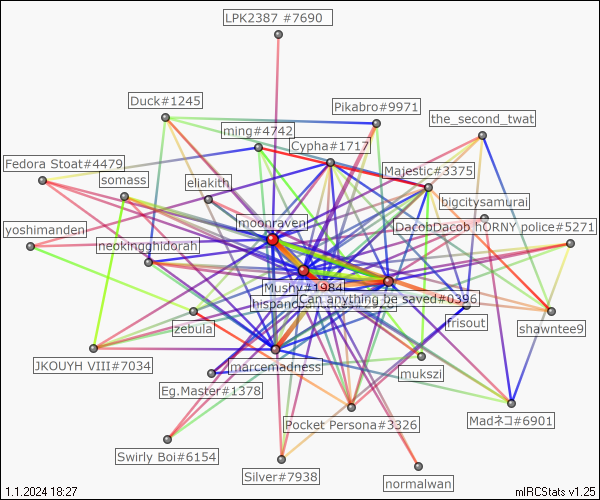 LPK2387 #7690
Duck#1245
Pikabro#9971
the_second_twat
ming#4742
Cypha#1717
Fedora Stoat#4479
Majestic#3375
somass
eliakith
bigcitysamurai
moonraven
DacobDacob hORNY police#5271
yoshimanden
neokingghidorah
Mushy#1984
Can anything be saved#0396
frisout
zebula
shawntee9
JKOUYH VIII#7034
marcemadness
mukszi
Eg.Master#1378
Pocket Persona#3326
Madネコ#6901
Swirly Boi#6154
Silver#7938
normalwan
1.1.2024 18:27
mIRCStats v1.25